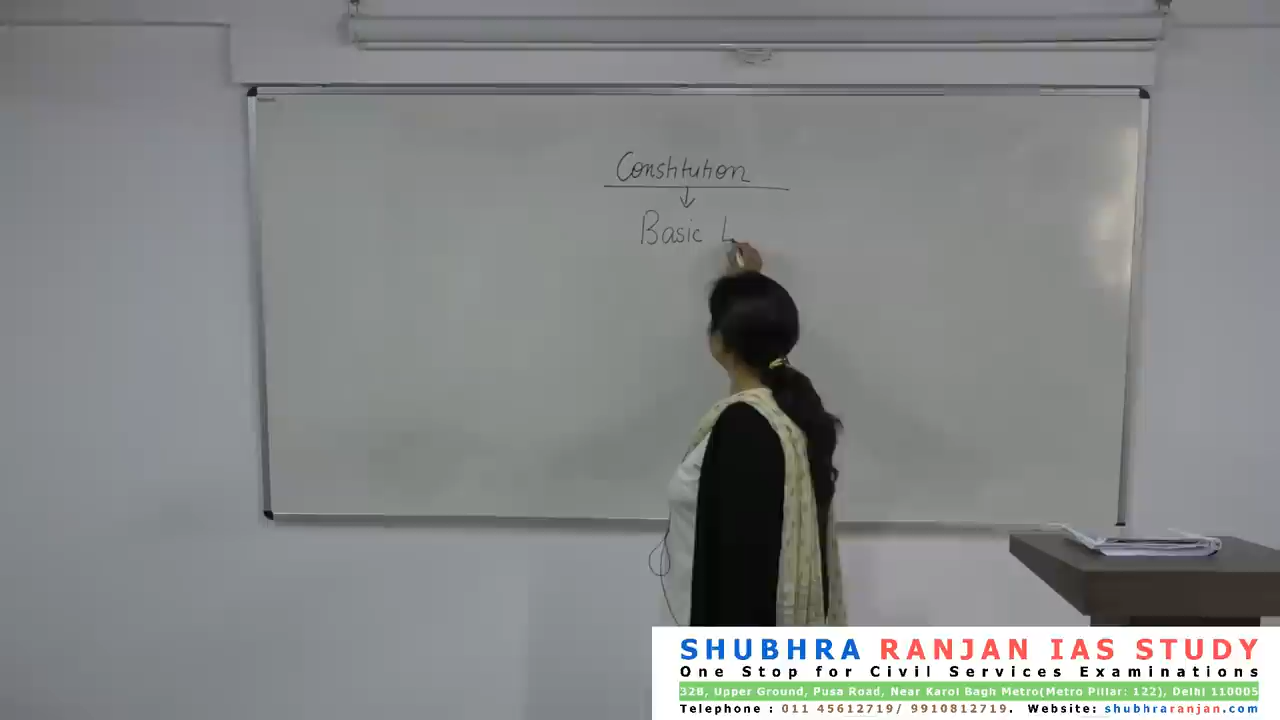 Constitution
Basic L
SHUBHRA RANJAN IAS STUDY
One Stop for Civil Services Examinations
32B, Upper Ground, Pusa Road, Near Karol Bagh Metro(Metro Pillar: 122), Delhi 110005
Telephone : 011 45612719/ 9910812719. Website: shubhraranjan.com